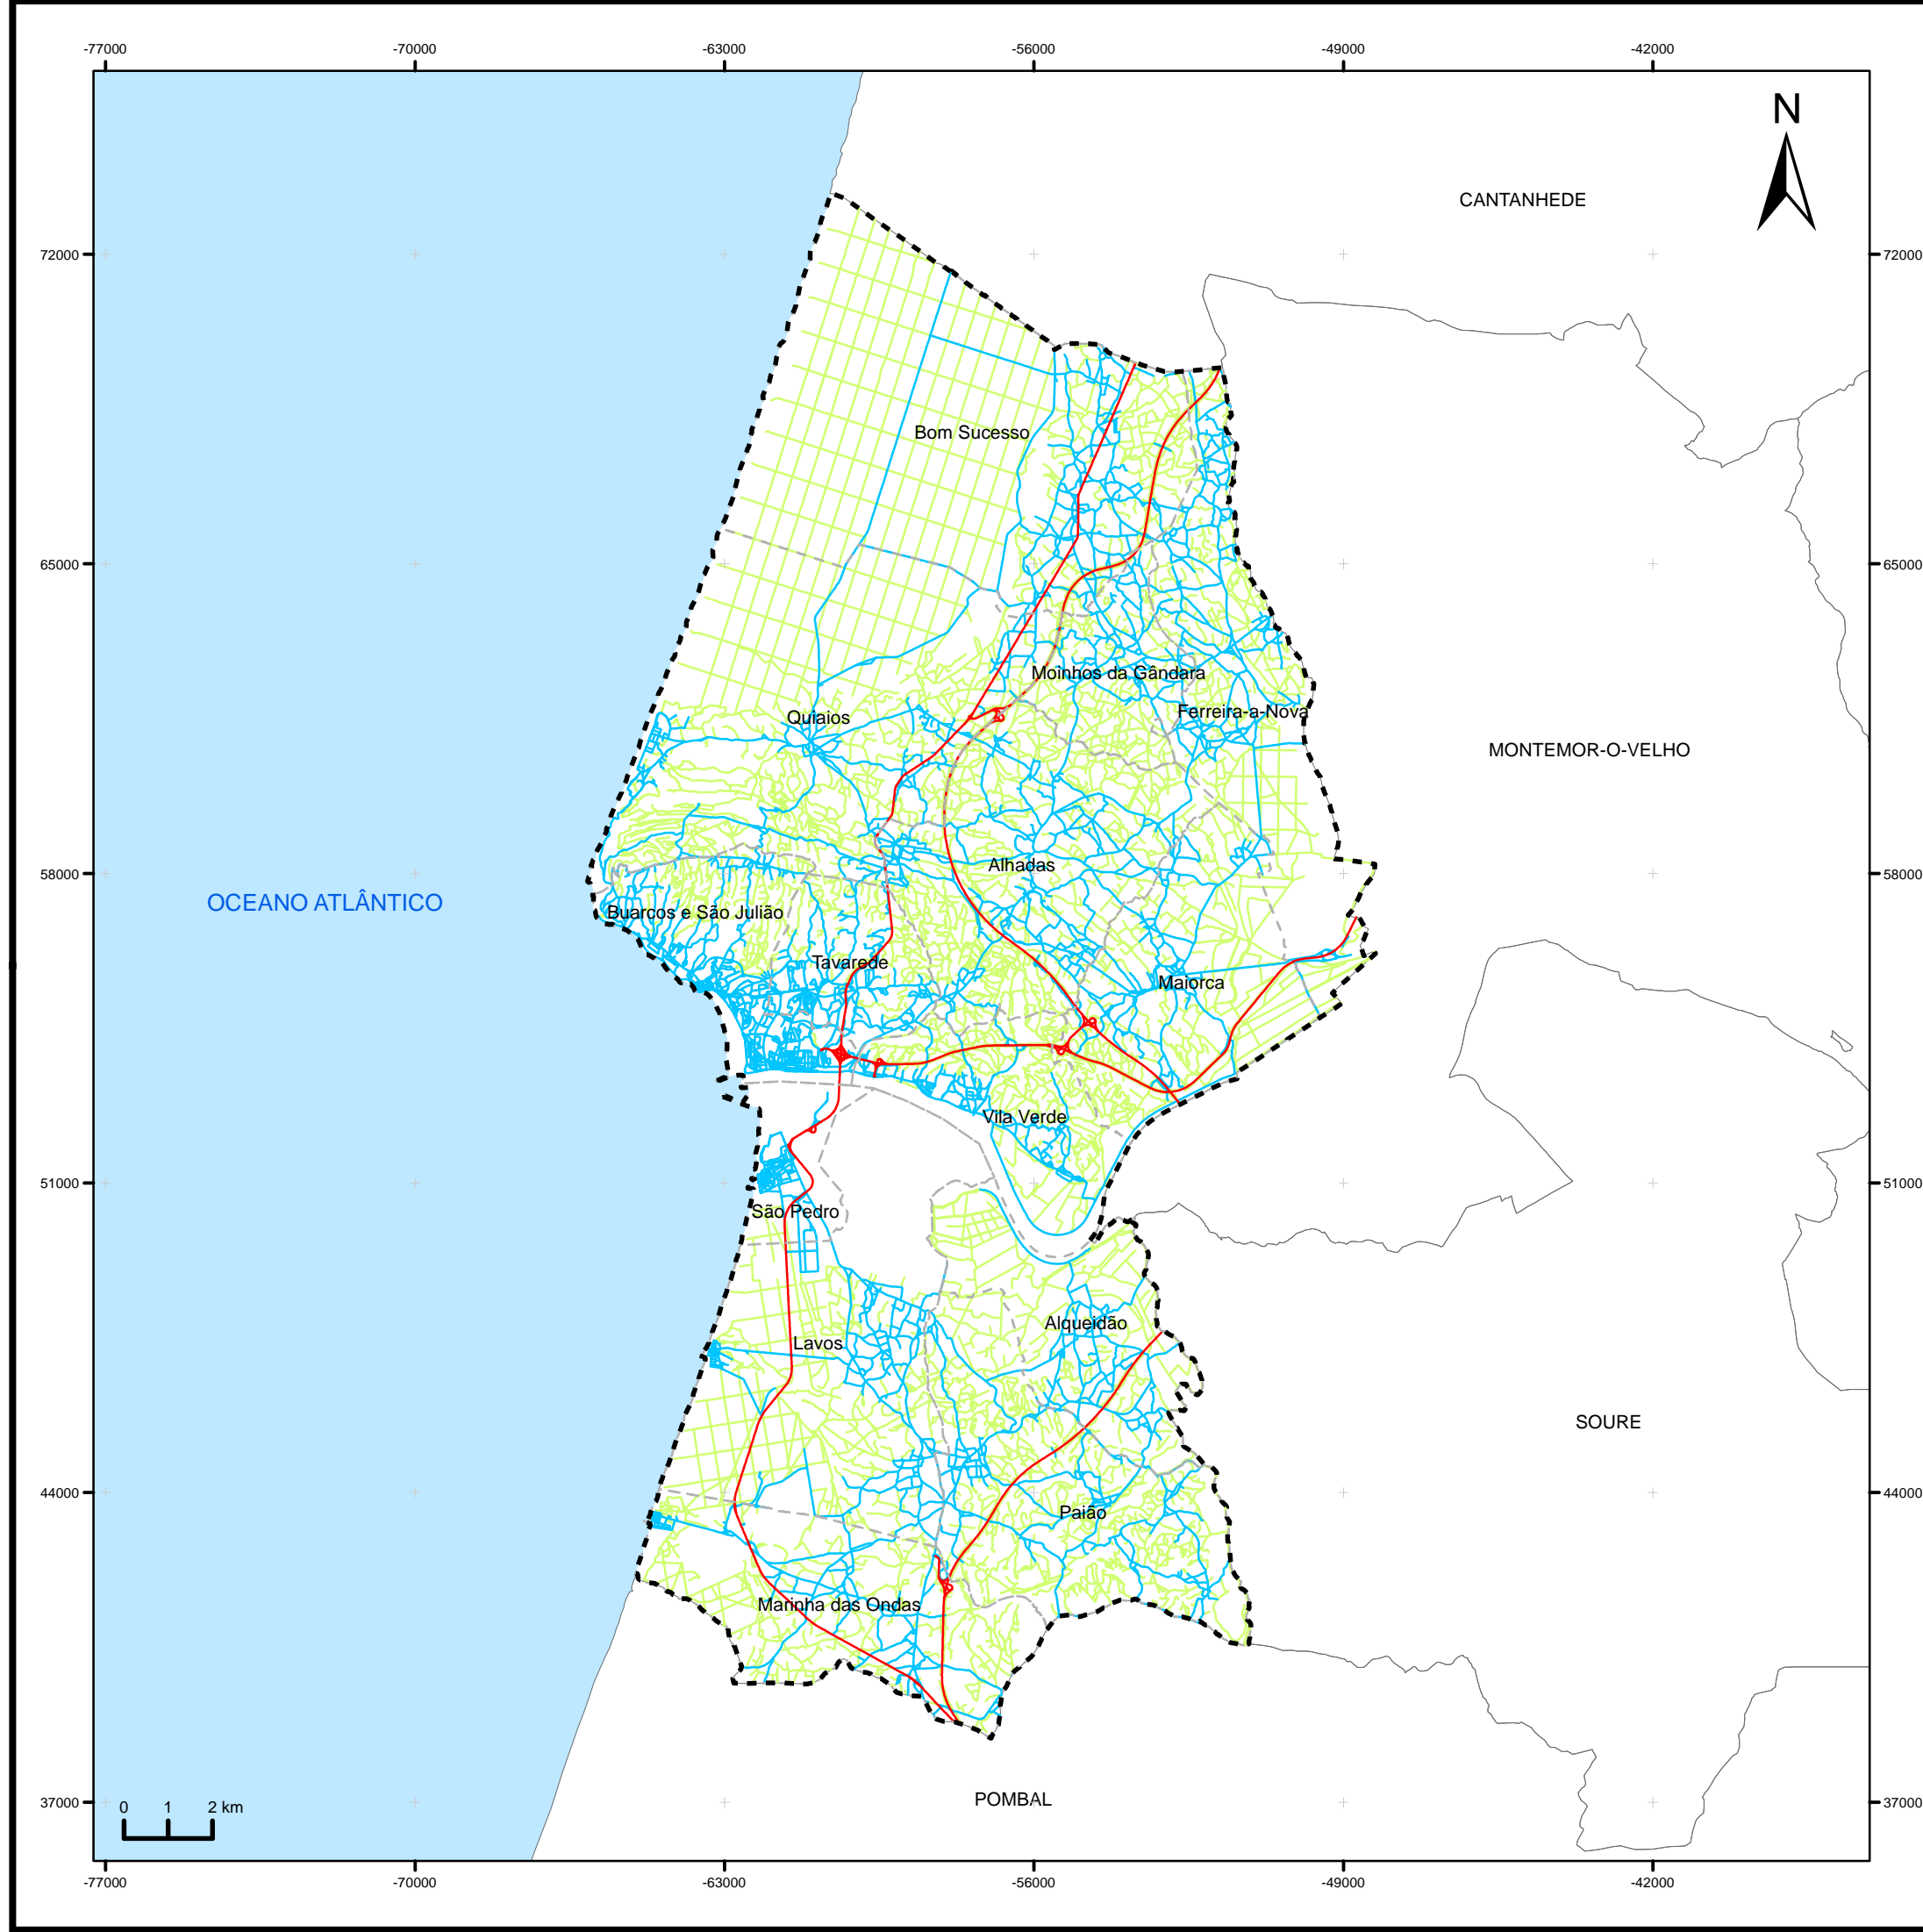 -77000 -70000 -63000 -56000 -49000 -42000
N
CANTANHEDE
72000 72000
Bom Sucesso
65000 65000
Moinhos da Gândara
Quiaios
Ferreira-a-Nova
MONTEMOR-O-VELHO
Alhadas
58000 58000
OCEANO ATLÂNTICO
Buarcos e São Julião
Tavarede
Maiorca
Vila Verde
51000 51000
São Pedro
Alqueidão
Lavos
SOURE
44000 44000
Paião
Marinha das Ondas
POMBAL
37000 37000
0 1 2 km
-77000 -70000 -63000 -56000 -49000 -42000